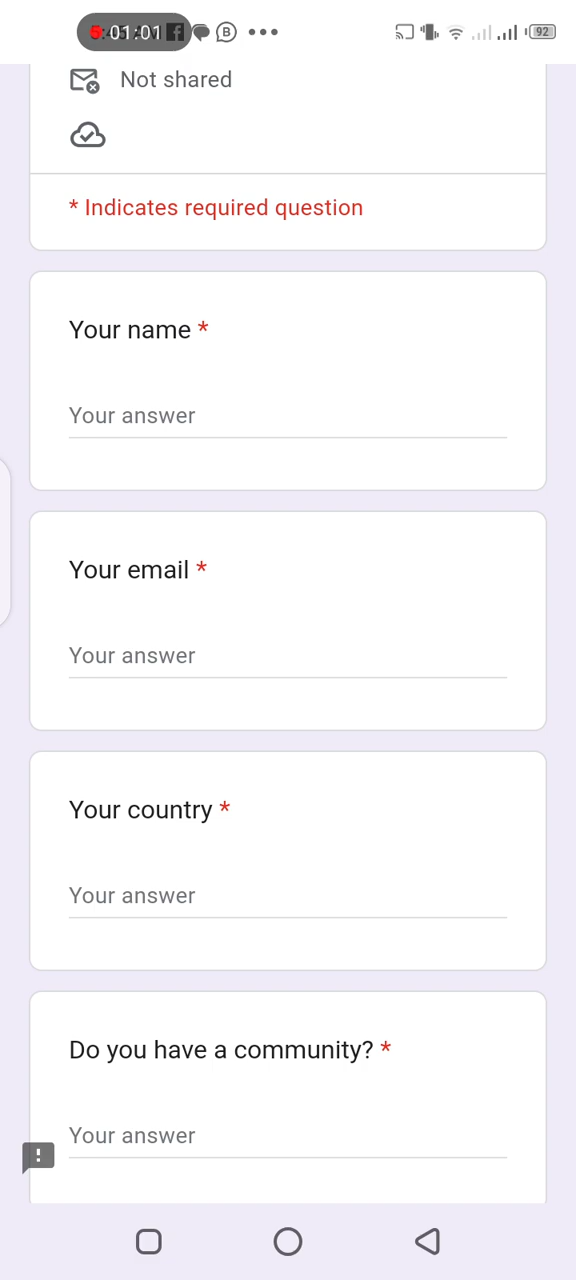 01:01
B
92
Not shared
* Indicates required question
Your name *
Your answer
Your email *
Your answer
Your country *
Your answer
Do you have a community? *
Your answer